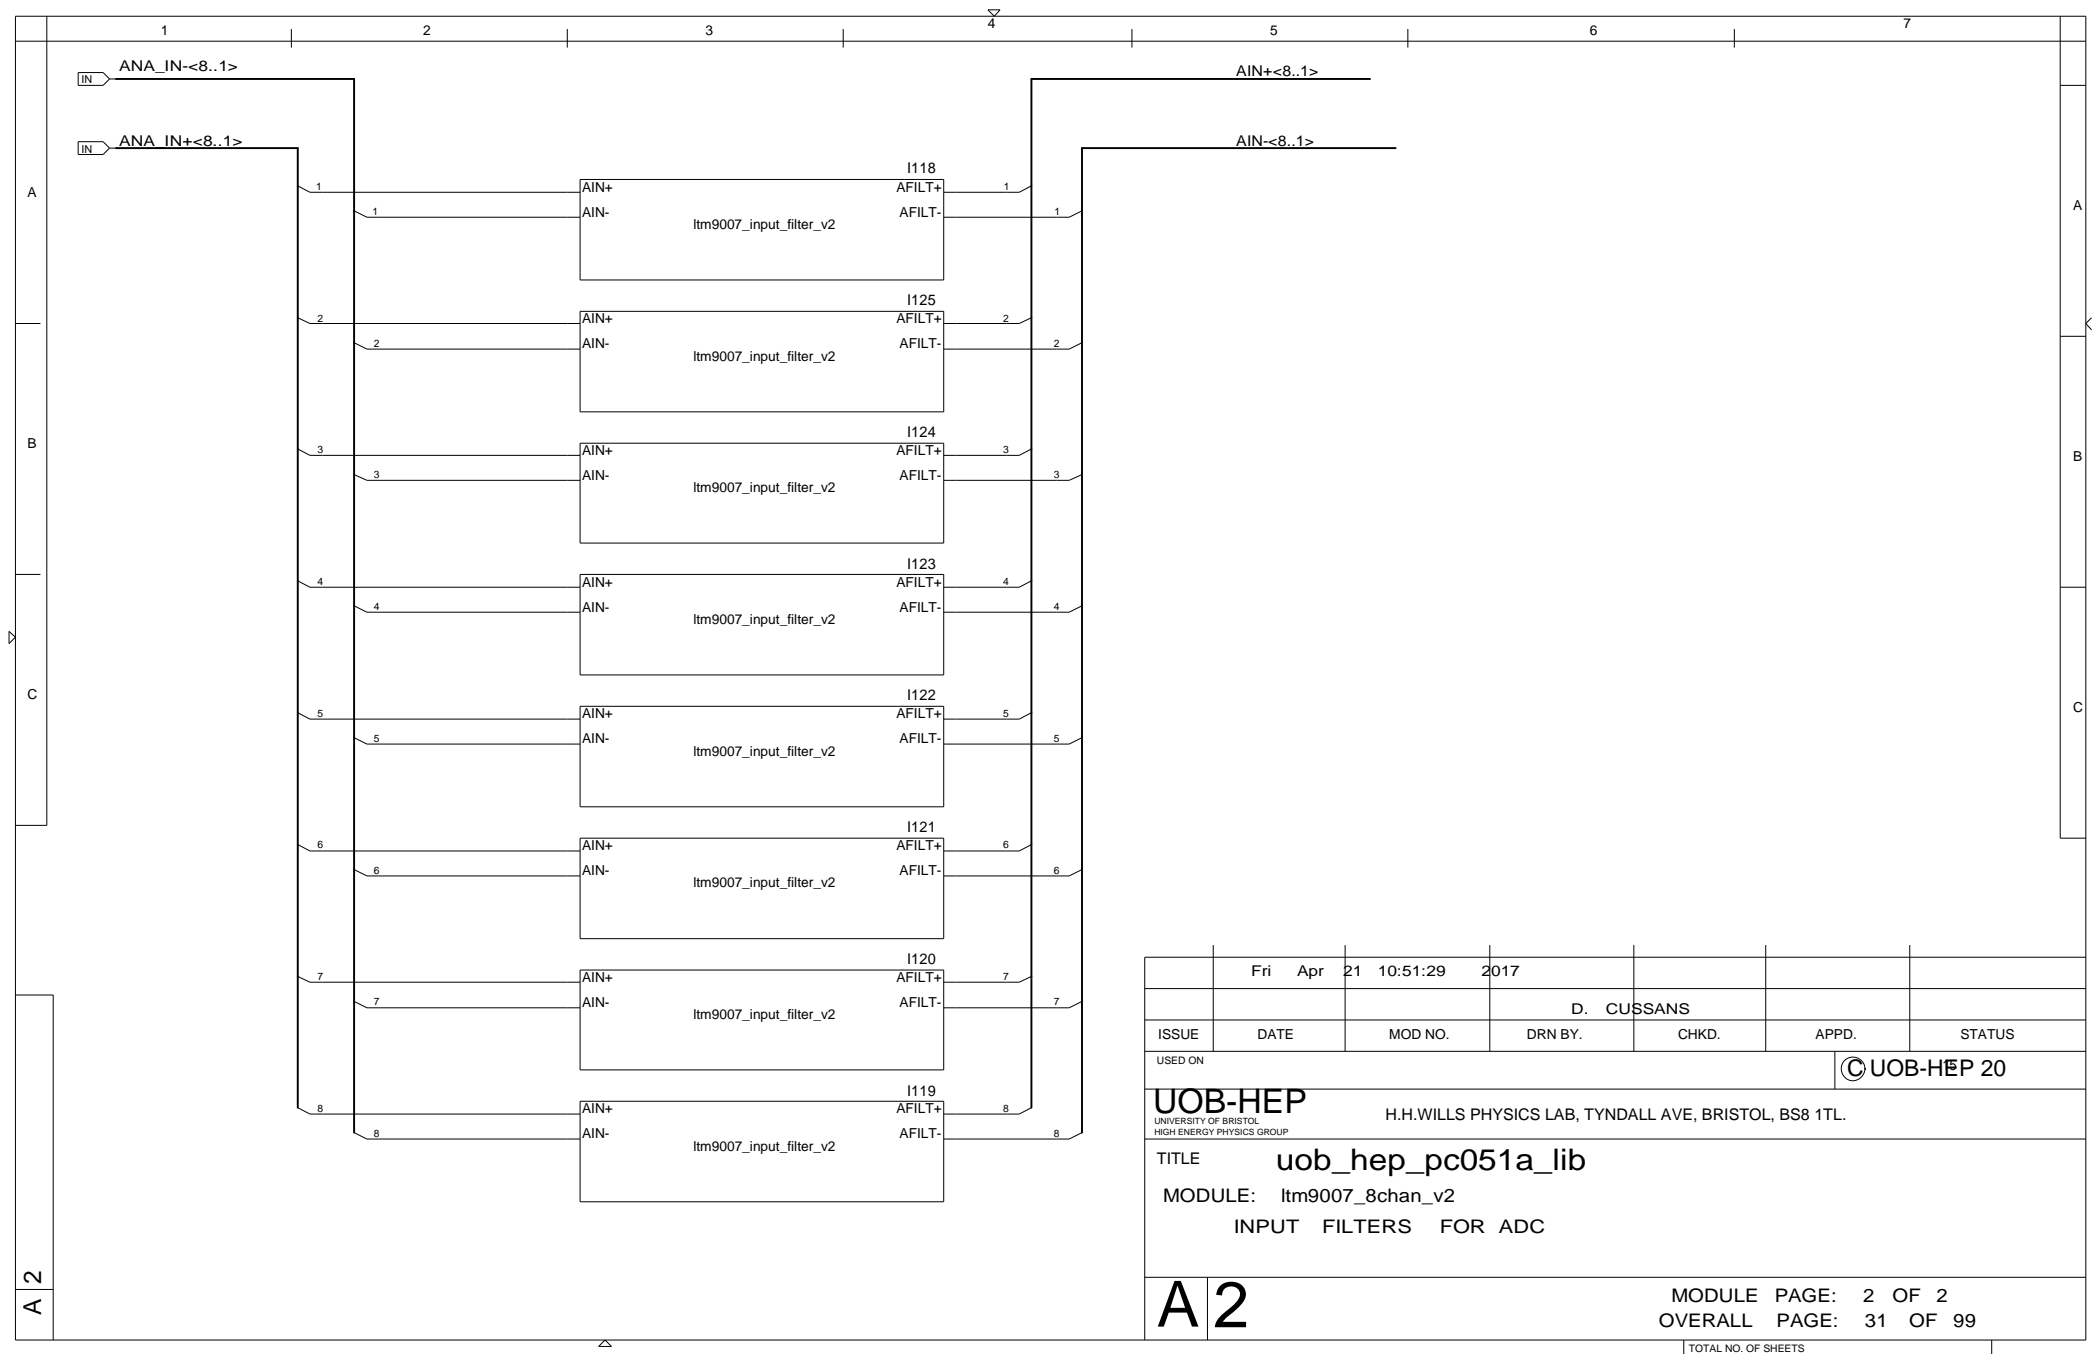 1 2 3 4 5 6 7
ANA_IN-<8..1>
IN
AIN+<8..1>
ANA_IN+<8..1>
IN
AIN-<8..1>
A
A
I118
1 AIN+ AFILT+ 1
1 AIN- AFILT- 1
ltm9007_input_filter_v2
I125
2 AIN+ AFILT+ 2
2 AIN- AFILT- 2
ltm9007_input_filter_v2
B
B
I124
3 AIN+ AFILT+ 3
3 AIN- AFILT- 3
ltm9007_input_filter_v2
I123
4 AIN+ AFILT+ 4
4 AIN- AFILT- 4
ltm9007_input_filter_v2
C
C
I122
5 AIN+ AFILT+ 5
5 AIN- AFILT- 5
ltm9007_input_filter_v2
I121
6 AIN+ AFILT+ 6
6 AIN- AFILT- 6
ltm9007_input_filter_v2
I120
7 AIN+ AFILT+ 7
7 AIN- AFILT- 7
ltm9007_input_filter_v2
I119
8 AIN+ AFILT+ 8
8 AIN- AFILT- 8
ltm9007_input_filter_v2
A 2
Fri Apr 21 10:51:29 2017
D. CUSSANS
ISSUE DATE MOD NO. DRN BY. CHKD. APPD. STATUS
USED ON
© UOB-HEP 20
UOB-HEP
UNIVERSITY OF BRISTOL
HIGH ENERGY PHYSICS GROUP
H.H.WILLS PHYSICS LAB, TYNDALL AVE, BRISTOL, BS8 1TL.
TITLE uob_hep_pc051a_lib
MODULE: ltm9007_8chan_v2
INPUT FILTERS FOR ADC
A 2
MODULE PAGE: 2 OF 2
OVERALL PAGE: 31 OF 99
TOTAL NO. OF SHEETS